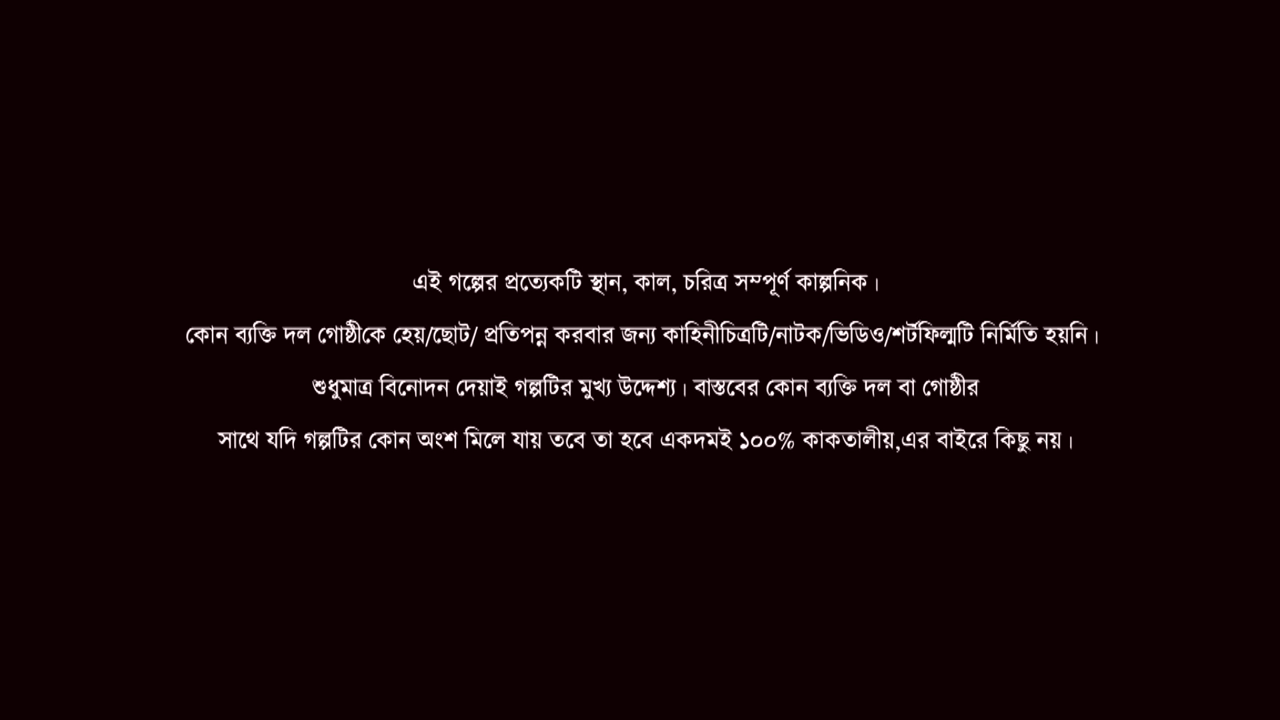 এই গল্পের প্রত্যেকটি স্থান, কাল, চরিত্র সম্পূর্ণ কাল্পনিক।
কোন ব্যক্তি দল গোষ্ঠীকে হেয়/ছোট/ প্রতিপন্ন করবার জন্য কাহিনীচিত্রটি/নাটক/ভিডিও/শর্টফিল্মটি নির্মিতি হয়নি।
শুধুমাত্র বিনোদন দেয়াই গল্পটির মুখ্য উদ্দেশ্য। বাস্তবের কোন ব্যক্তি দল বা গোষ্ঠীর
সাথে যদি গল্পটির কোন অংশ মিলে যায় তবে তা হবে একদমই ১০০% কাকতালীয়,এর বাইরে কিছু নয়।